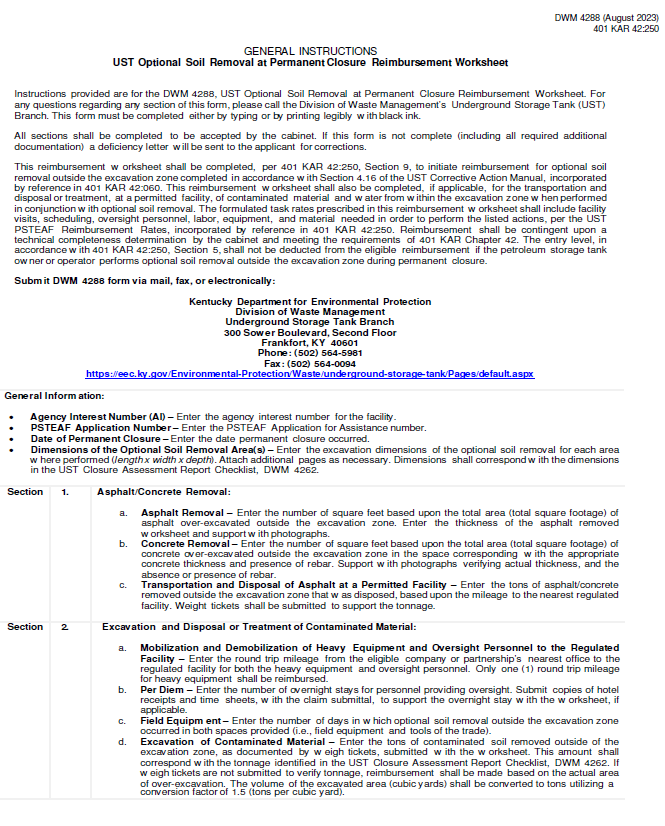 DWM 4288 (August 2023)
401 KAR 42:250
GENERAL INSTRUCTIONS
UST Optional Soil Removal at Permanent Closure Reimbursement Worksheet
Instructions provided are for the DWM 4288, UST Optional Soil Removal at Permanent Closure Reimbursement Worksheet. For
any questions regarding any section of this form, please call the Division of Waste Management's Underground Storage Tank (UST)
Branch. This form must be completed either by typing or by printing legibly with black ink.
All sections shall be completed to be accepted by the cabinet. If this form is not complete (including all required additional
documentation) a deficiency letter will be sent to the applicant for corrections.
This reimbursement worksheet shall be completed, per 401 KAR 42:250, Section 9, to initiate reimbursement for optional soil
removal outside the excavation zone completed in accordance with Section 4.16 of the UST Corrective Action Manual, incorporated
by reference in 401 KAR 42:060. This reimbursement worksheet shall also be completed, if applicable, for the transportation and
disposal or treatment, at a permitted facility, of contaminated material and water from within the excavation zone when performed
in conjunction with optional soil removal. The formulated task rates prescribed in this reimbursement worksheet shall include facility
visits, scheduling, oversight personnel, labor, equipment, and material needed in order to perform the listed actions, per the UST
PSTEAF Reimbursement Rates, incorporated by reference in 401 KAR 42:250. Reimbursement shall be contingent upon a
technical completeness determination by the cabinet and meeting the requirements of 401 KAR Chapter 42. The entry level, in
accordance with 401 KAR 42:250, Section 5, shall not be deducted from the eligible reimbursement if the petroleum storage tank
owner or operator performs optional soil removal outside the excavation zone during permanent closure.
Submit DWM 4288 form via mail, fax, or electronically:
Kentucky Department for Environmental Protection
Division of Waste Management
Underground Storage Tank Branch
300 Sower Boulevard, Second Floor
Frankfort, KY 40601
Phone: (502) 564-5981
Fax: (502) 564-0094
https://eec.ky.gov/Environmental-Protection/Waste/underground-storage-tank/Pages/default.aspx
General Information:
• Agency Interest Number (AI) – Enter the agency interest number for the facility.
• PSTEAF Application Number – Enter the PSTEAF Application for Assistance number.
• Date of Permanent Closure – Enter the date permanent closure occurred.
• Dimensions of the Optional Soil Removal Area(s) – Enter the excavation dimensions of the optional soil removal for each area
where performed (length x width x depth). Attach additional pages as necessary. Dimensions shall correspond with the dimensions
in the UST Closure Assessment Report Checklist, DWM 4262.
Section 1. Asphalt/Concrete Removal:
a. Asphalt Removal – Enter the number of square feet based upon the total area (total square footage) of
asphalt over-excavated outside the excavation zone. Enter the thickness of the asphalt removed
worksheet and support with photographs.
b. Concrete Removal – Enter the number of square feet based upon the total area (total square footage) of
concrete over-excavated outside the excavation zone in the space corresponding with the appropriate
concrete thickness and presence of rebar. Support with photographs verifying actual thickness, and the
absence or presence of rebar.
c. Transportation and Disposal of Asphalt at a Permitted Facility – Enter the tons of asphalt/concrete
removed outside the excavation zone that was disposed, based upon the mileage to the nearest regulated
facility. Weight tickets shall be submitted to support the tonnage.
Section 2. Excavation and Disposal or Treatment of Contaminated Material:
a. Mobilization and Demobilization of Heavy Equipment and Oversight Personnel to the Regulated
Facility – Enter the round trip mileage from the eligible company or partnership's nearest office to the
regulated facility for both the heavy equipment and oversight personnel. Only one (1) round trip mileage
for heavy equipment shall be reimbursed.
b. Per Diem – Enter the number of overnight stays for personnel providing oversight. Submit copies of hotel
receipts and time sheets, with the claim submittal, to support the overnight stay with the worksheet, if
applicable.
c. Field Equipment – Enter the number of days in which optional soil removal outside the excavation zone
occurred in both spaces provided (i.e., field equipment and tools of the trade).
d. Excavation of Contaminated Material – Enter the tons of contaminated soil removed outside of the
excavation zone, as documented by weigh tickets, submitted with the worksheet. This amount shall
correspond with the tonnage identified in the UST Closure Assessment Report Checklist, DWM 4262. If
weigh tickets are not submitted to verify tonnage, reimbursement shall be made based on the actual area
of over-excavation. The volume of the excavated area (cubic yards) shall be converted to tons utilizing a
conversion factor of 1.5 (tons per cubic yard).